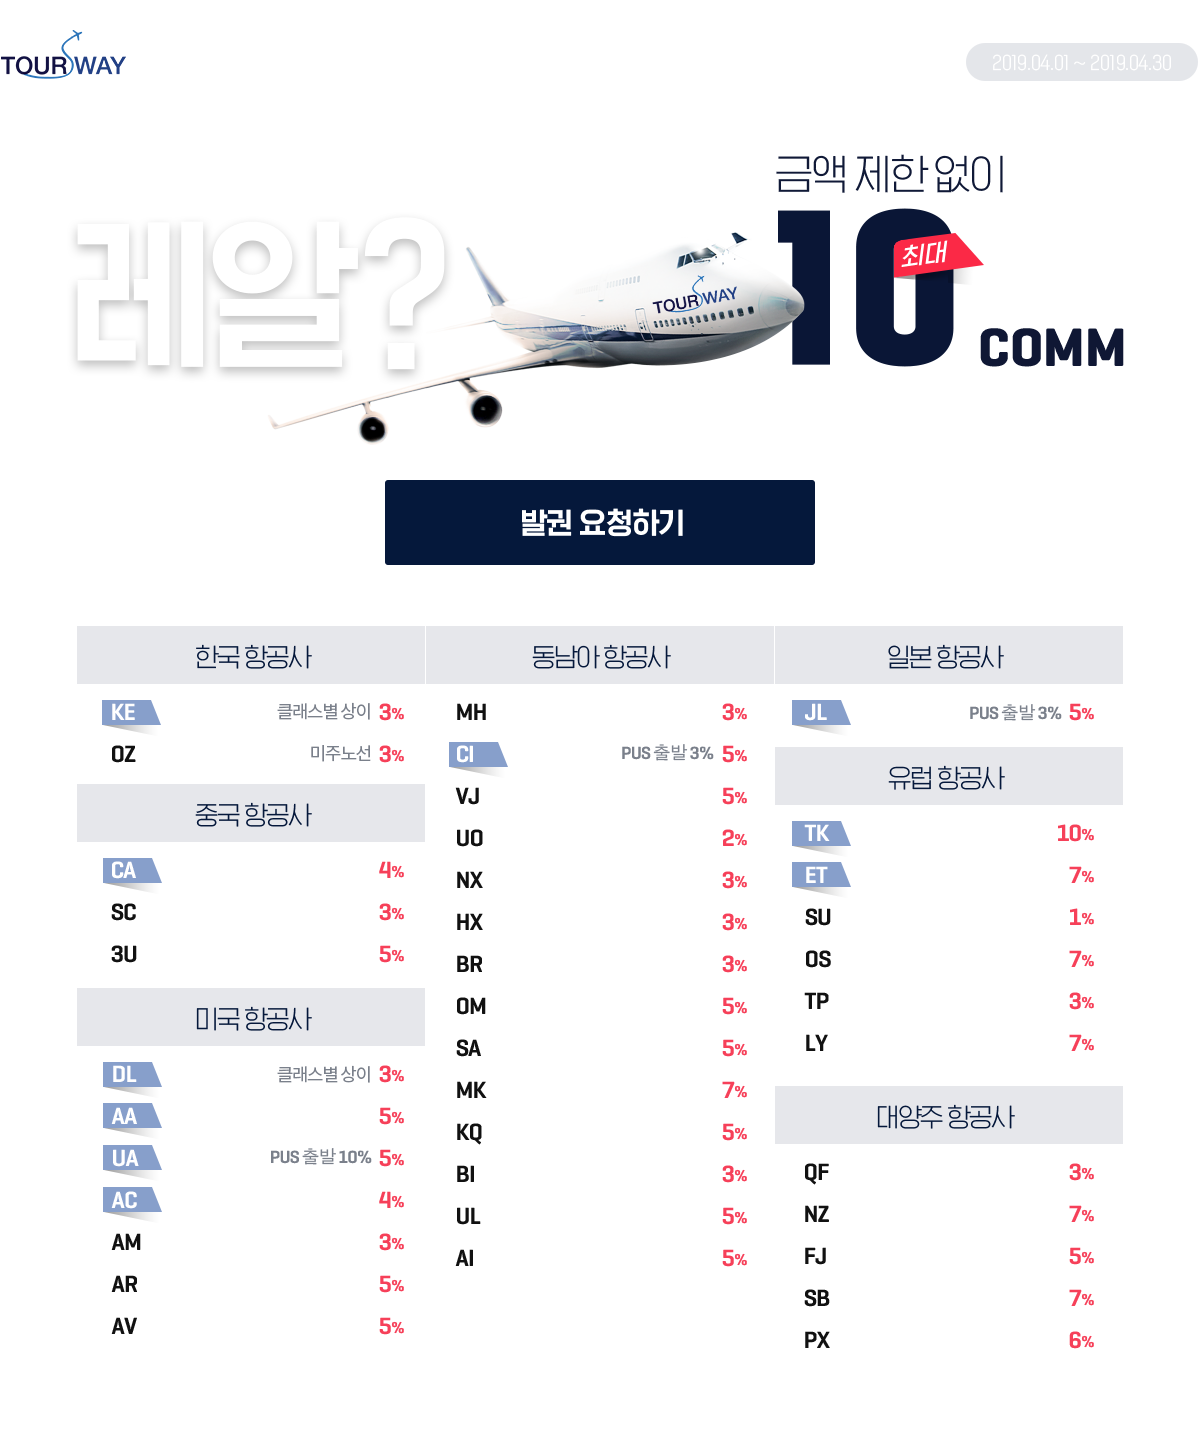 TOURWAY
2019.04.01 ~ 2019.04.30
레알?
금액 제한 없이
최대
10 COMM
TOURWAY
발권 요청하기
한국 항공사
KE 클래스별 상이 3%
OZ 미주노선 3%
중국 항공사
CA 4%
SC 3%
3U 5%
미국 항공사
DL 클래스별 상이 3%
AA 5%
UA PUS 출발 10% 5%
AC 4%
AM 3%
AR 5%
AV 5%
동남아 항공사
MH 3%
CI PUS 출발 3% 5%
VJ 5%
UO 2%
NX 3%
HX 3%
BR 3%
OM 5%
SA 5%
MK 7%
KQ 5%
BI 3%
UL 5%
AI 5%
일본 항공사
JL PUS 출발 3% 5%
유럽 항공사
TK 10%
ET 7%
SU 1%
OS 7%
TP 3%
LY 7%
대양주 항공사
QF 3%
NZ 7%
FJ 5%
SB 7%
PX 6%